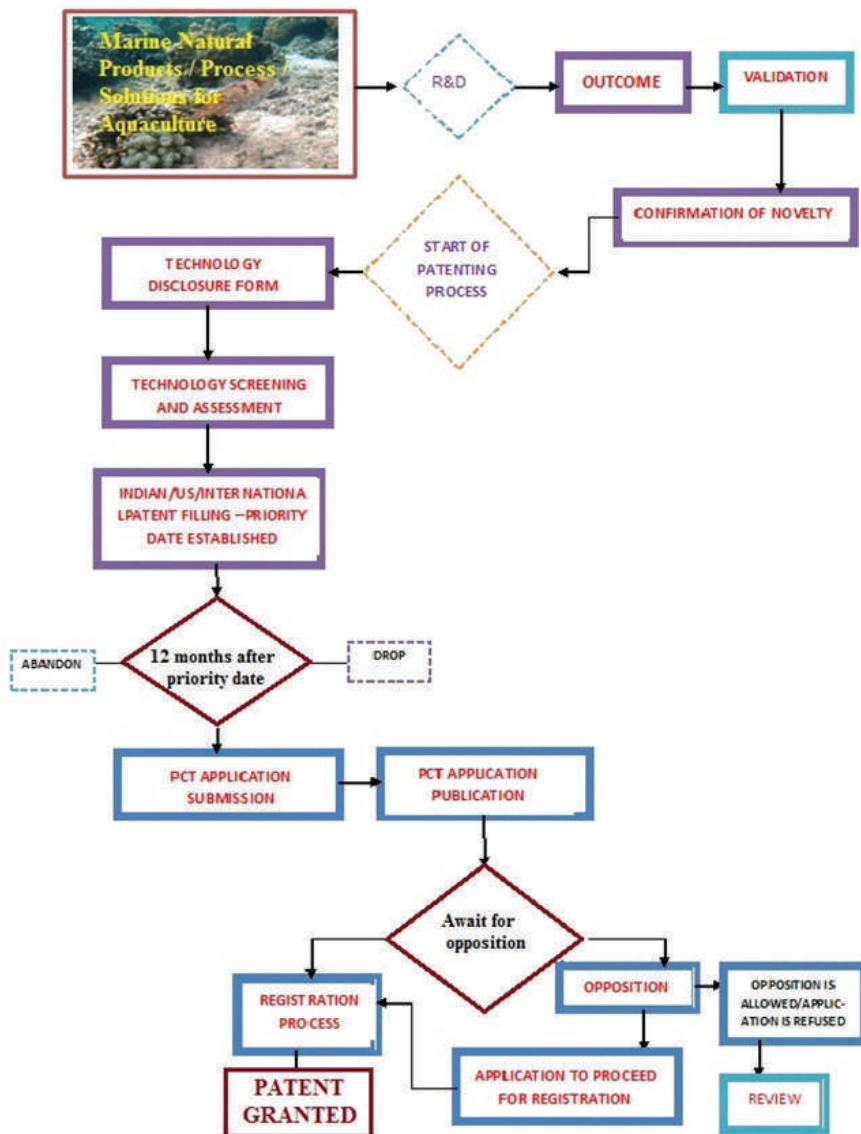 Marine Natural
Products / Process /
Solutions for
Aquaculture
R&D
OUTCOME
VALIDATION
CONFIRMATION OF NOVELTY
START OF
PATENTING
PROCESS
TECHNOLOGY
DISCLOSURE FORM
TECHNOLOGY SCREENING
AND ASSESSMENT
INDIAN/US/INTERNATIONA
LPATENT FILLING –PRIORITY
DATE ESTABLISHED
12 months after
priority date
ABANDON
DROP
PCT APPLICATION
SUBMISSION
PCT APPLICATION
PUBLICATION
Await for
opposition
REGISTRATION
PROCESS
OPPOSITION
OPPOSITION IS
ALLOWED/APPLIC-
ATION IS REFUSED
APPLICATION TO PROCEED
FOR REGISTRATION
PATENT
GRANTED
REVIEW